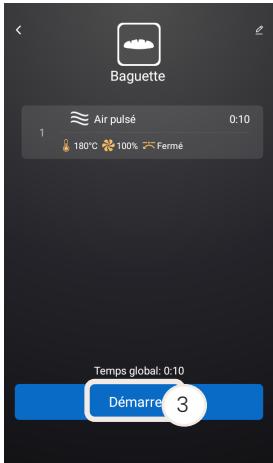 Baguette
Air pulsé 0:10
1
180°C 100% Fermé
Temps global: 0:10
Démarre
3